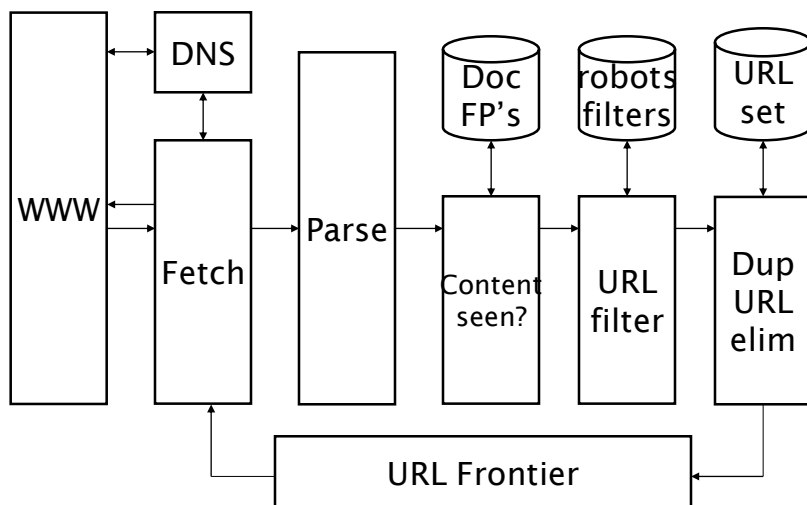 DNS
Doc
FP's
robots
filters
URL
set
WWW
Fetch
Parse
Content
seen?
URL
filter
Dup
URL
elim
URL Frontier